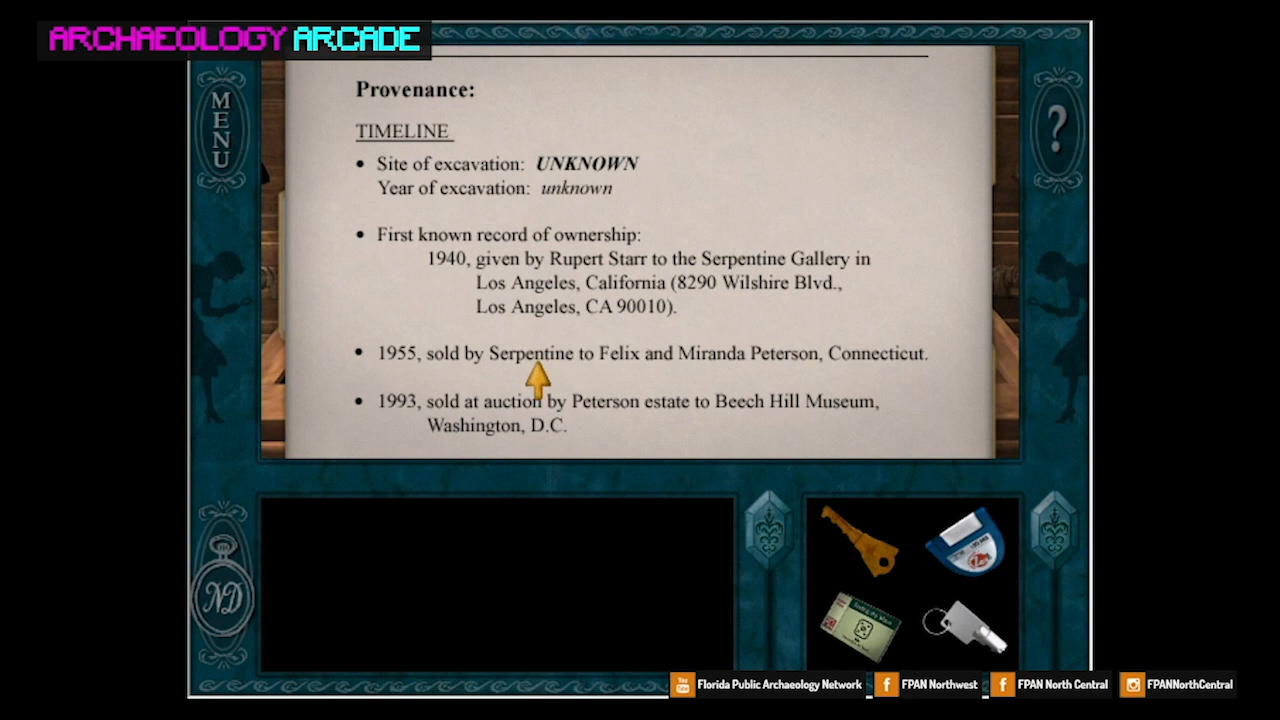 ARCHAEOLOGY ARCADE
MENU
?
Provenance:
TIMELINE
• Site of excavation: UNKNOWN
Year of excavation: unknown
• First known record of ownership:
1940, given by Rupert Starr to the Serpentine Gallery in
Los Angeles, California (8290 Wilshire Blvd.,
Los Angeles, CA 90010).
• 1955, sold by Serpentine to Felix and Miranda Peterson, Connecticut.
• 1993, sold at auction by Peterson estate to Beech Hill Museum,
Washington, D.C.
ND
You Tube Florida Public Archaeology Network
f FPAN Northwest
f FPAN North Central
FPANNorthCentral